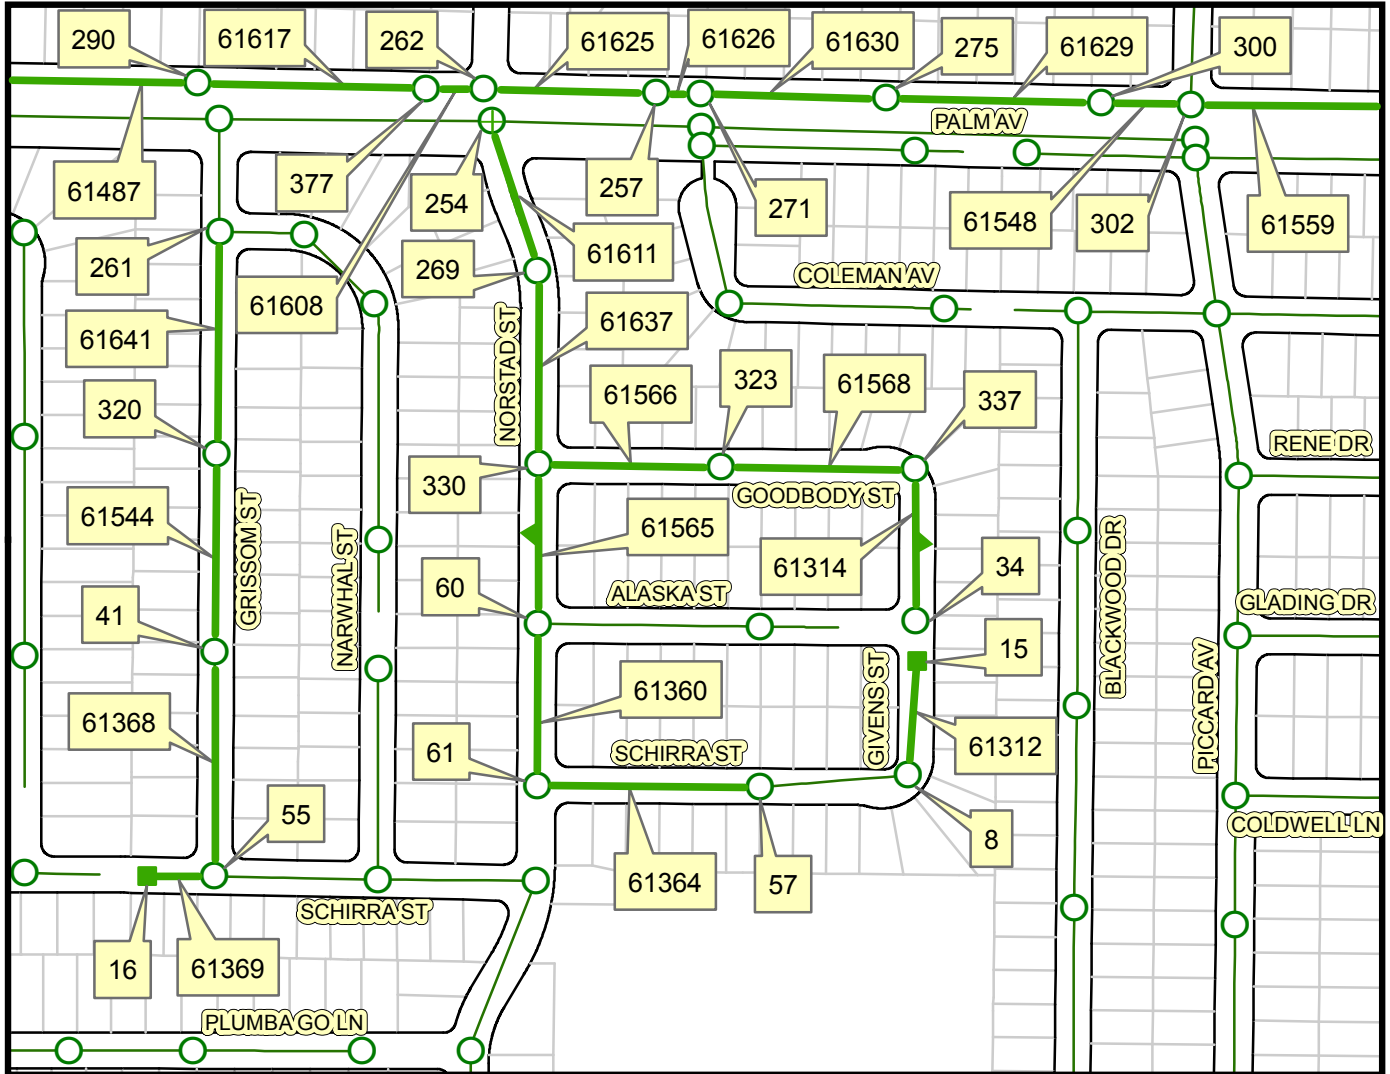 290
61617
262
61625
61626
61630
275
61629
300
PALM AV
61487
377
254
257
271
61548
302
61559
261
269
61611
61608
COLEMAN AV
61641
61637
NORSTAD ST
320
61566
323
61568
337
RENE DR
330
GOODBODY ST
61544
GRISSOM ST
NARWHAL ST
61565
61314
34
BLACKWOOD DR
41
60
ALASKA ST
GLADING DR
15
61368
61
61360
SCHIRRA ST
GIVENS ST
61312
PICCARD AV
55
8
COLDWELL LN
61364
57
SCHIRRA ST
16
61369
PLUMBAGO LN